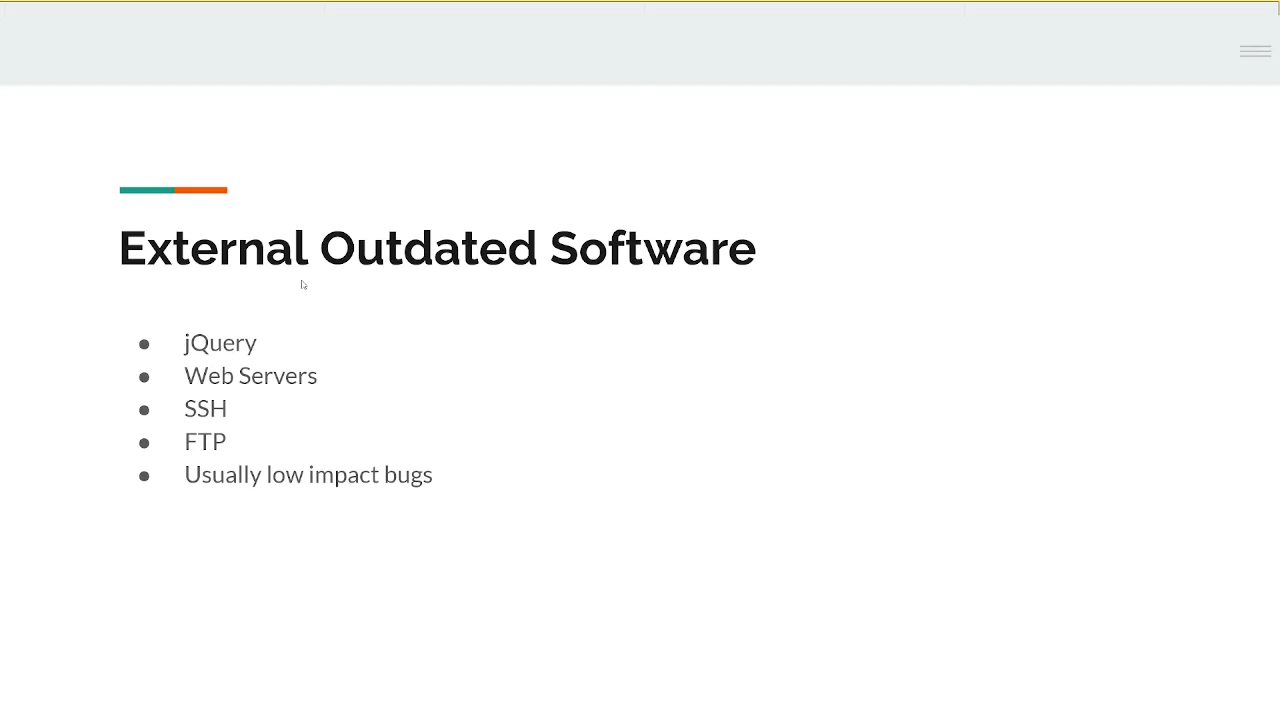 External Outdated Software
● jQuery
● Web Servers
● SSH
● FTP
● Usually low impact bugs